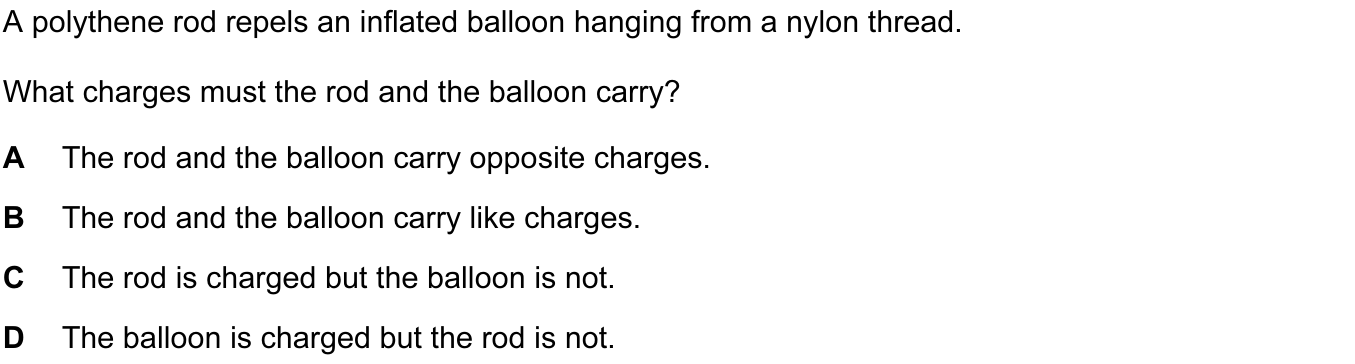 A polythene rod repels an inflated balloon hanging from a nylon thread.
What charges must the rod and the balloon carry?
A The rod and the balloon carry opposite charges.
B The rod and the balloon carry like charges.
C The rod is charged but the balloon is not.
D The balloon is charged but the rod is not.